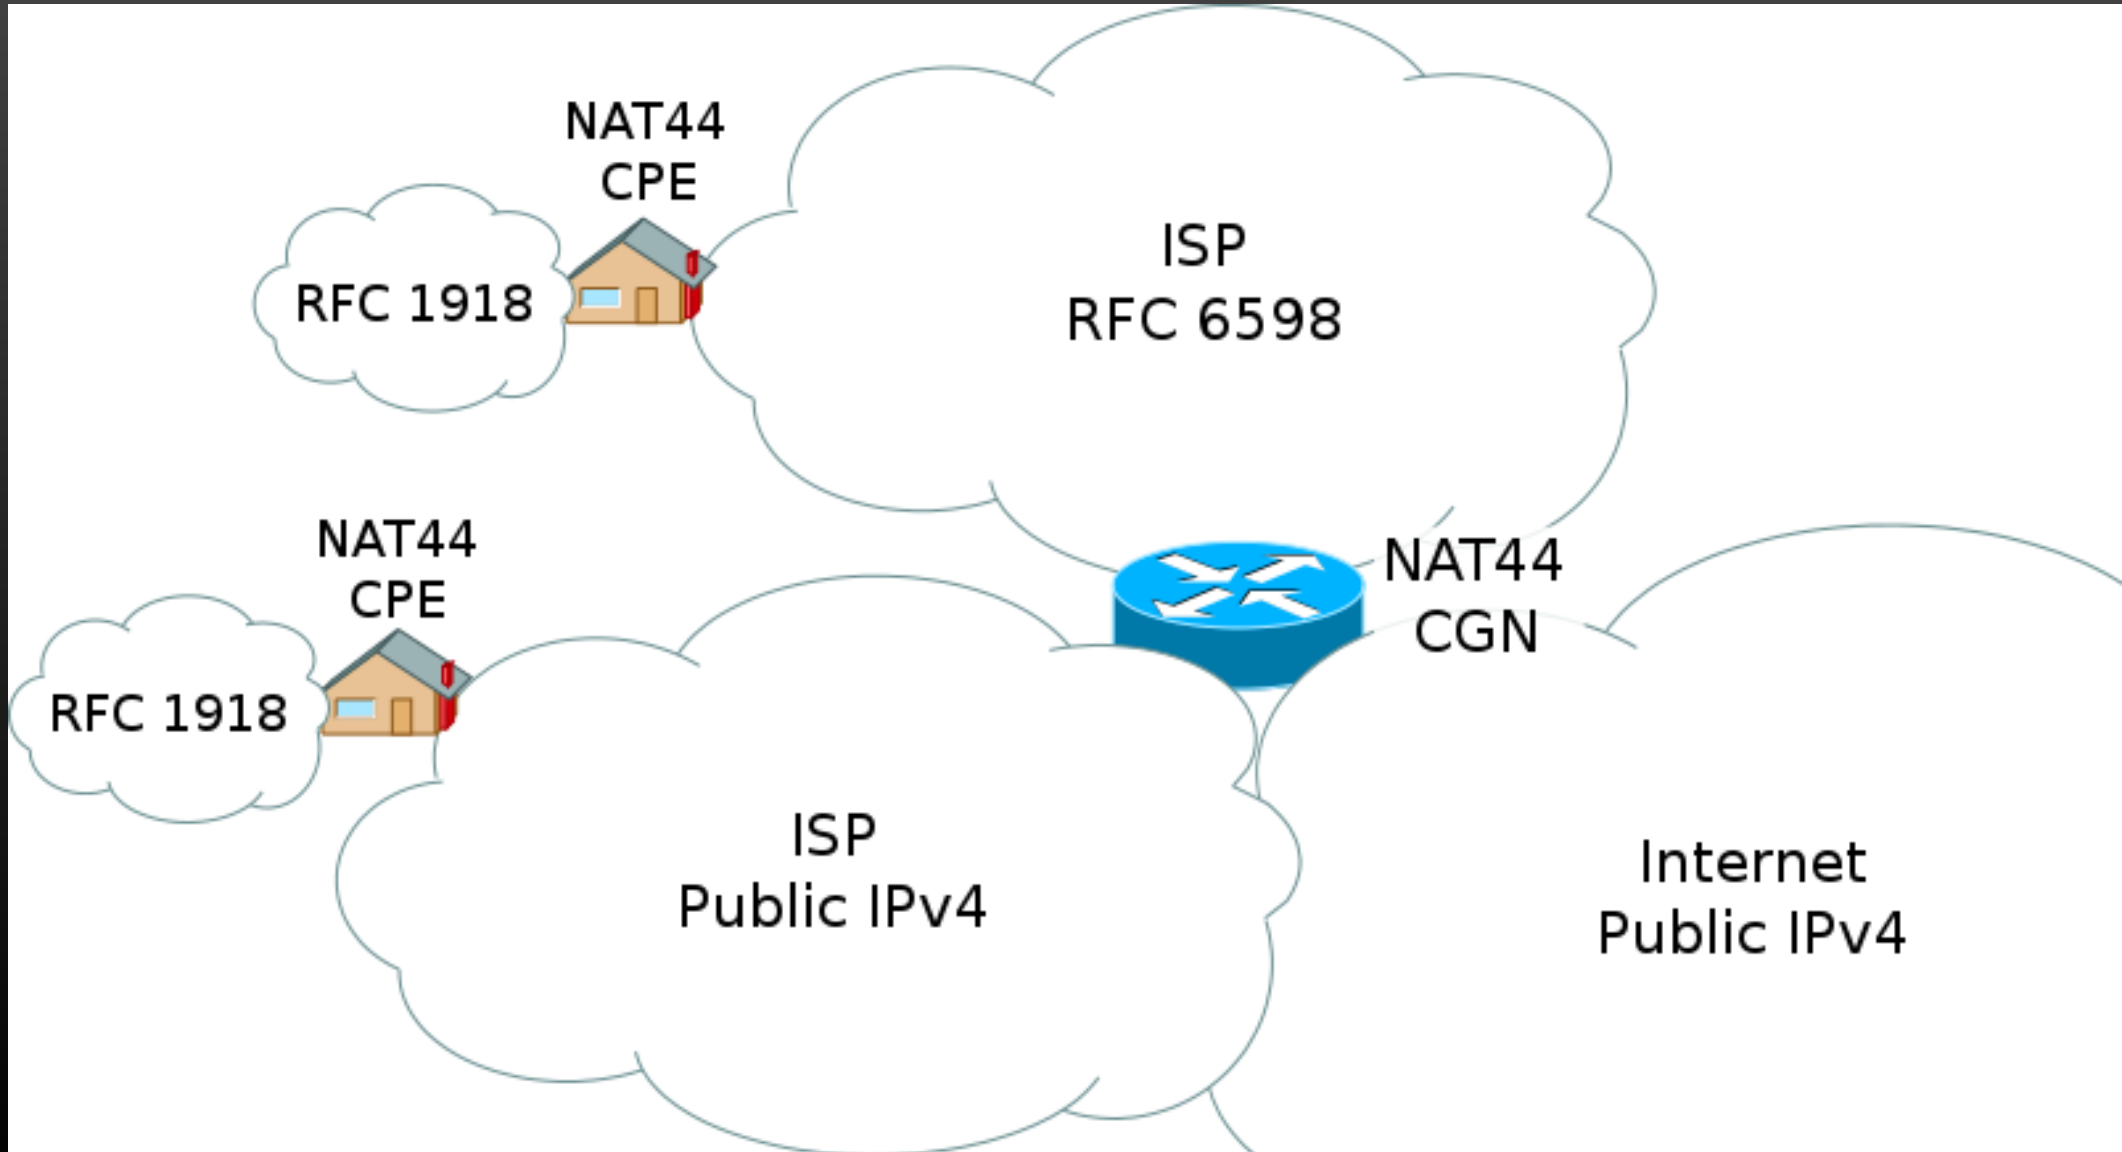 NAT44
CPE
RFC 1918
ISP
RFC 6598
NAT44
CPE
RFC 1918
NAT44
CGN
ISP
Public IPv4
Internet
Public IPv4